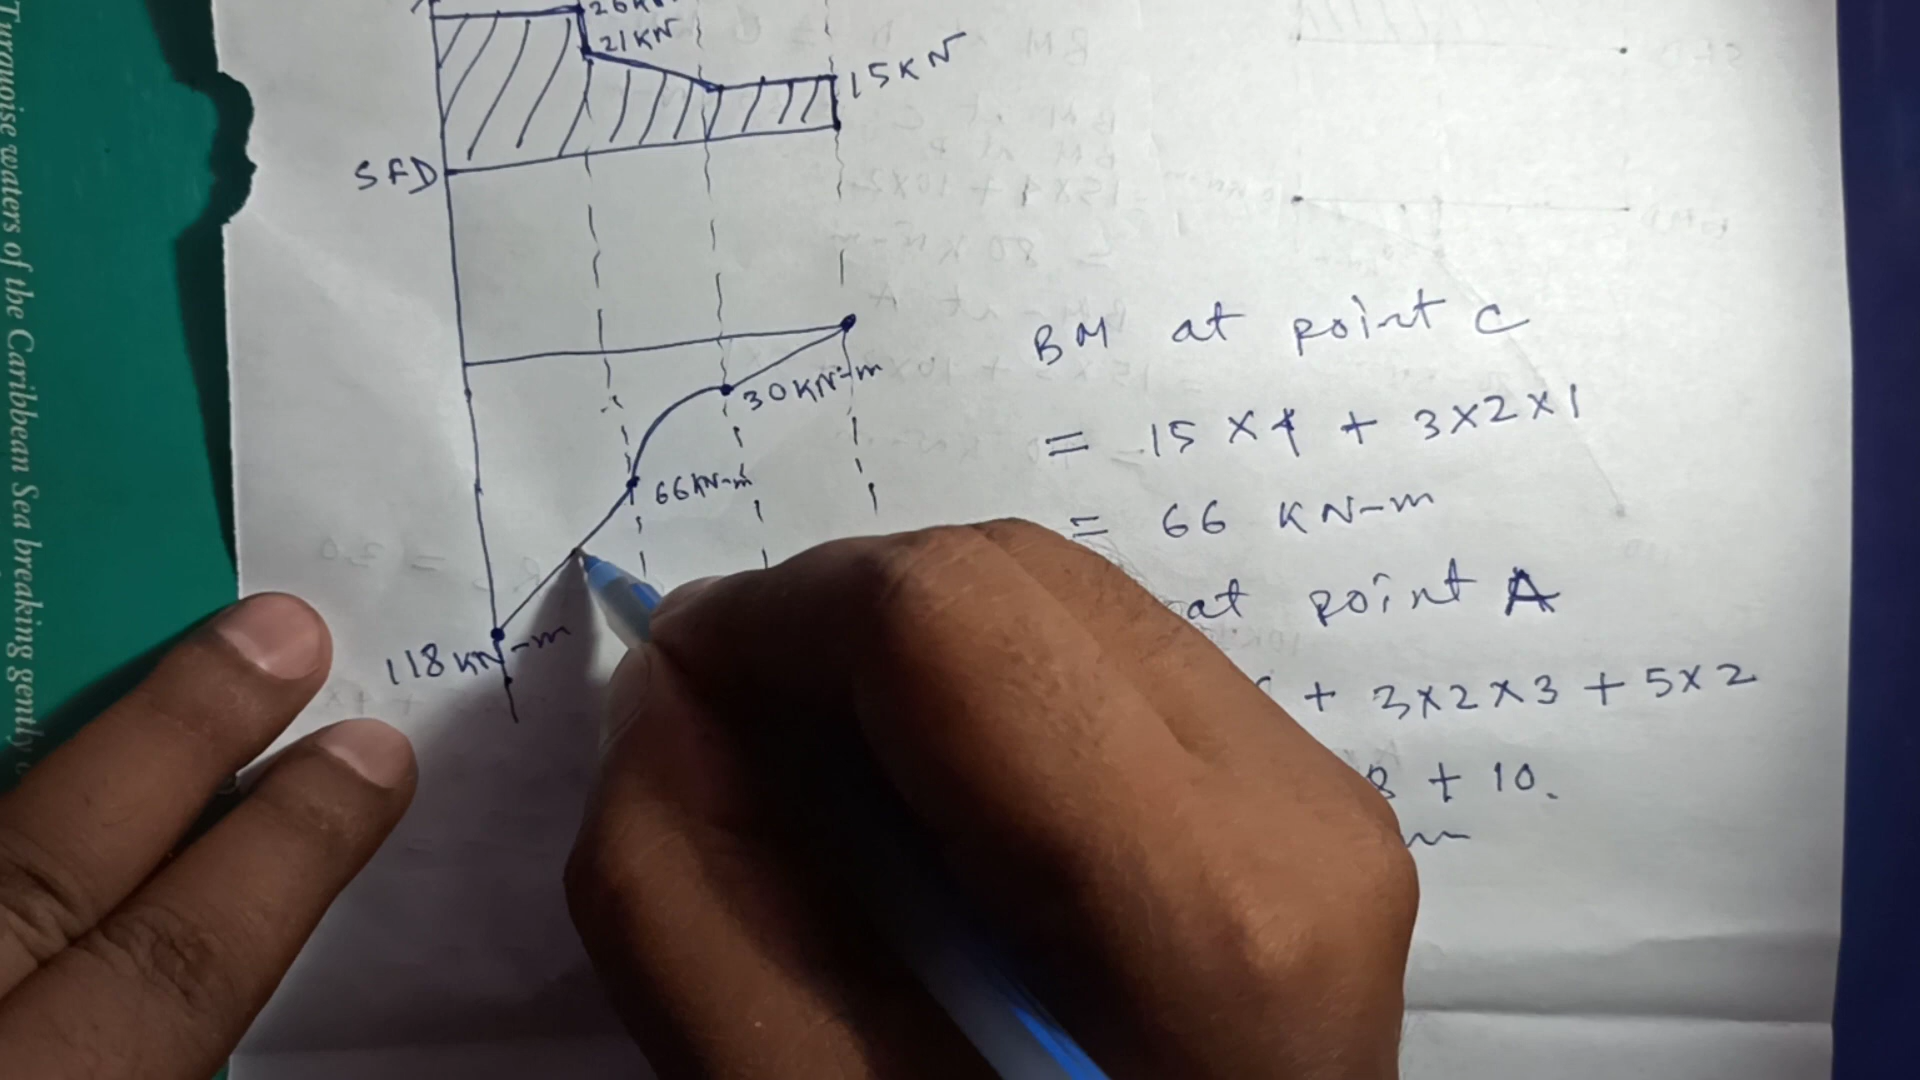 21KN
15KN
SFD
BM at point C
30KN-m
= 15 × 4 + 3×2×1
66KN-m
= 66 KN-m
at point A
118KN-m
+ 3×2×3 + 5×2
8 + 10.
m
Turquoise waters of the Caribbean Sea breaking gently